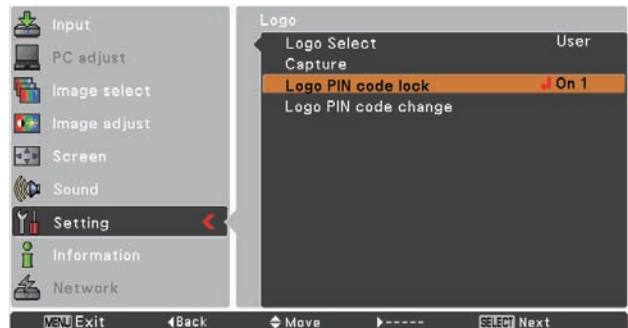 Input
PC adjust
Image select
Image adjust
Screen
Sound
Setting
Information
Network
Logo
Logo Select User
Capture
Logo PIN code lock On 1
Logo PIN code change
MENU Exit Back Move ----- SELECT Next